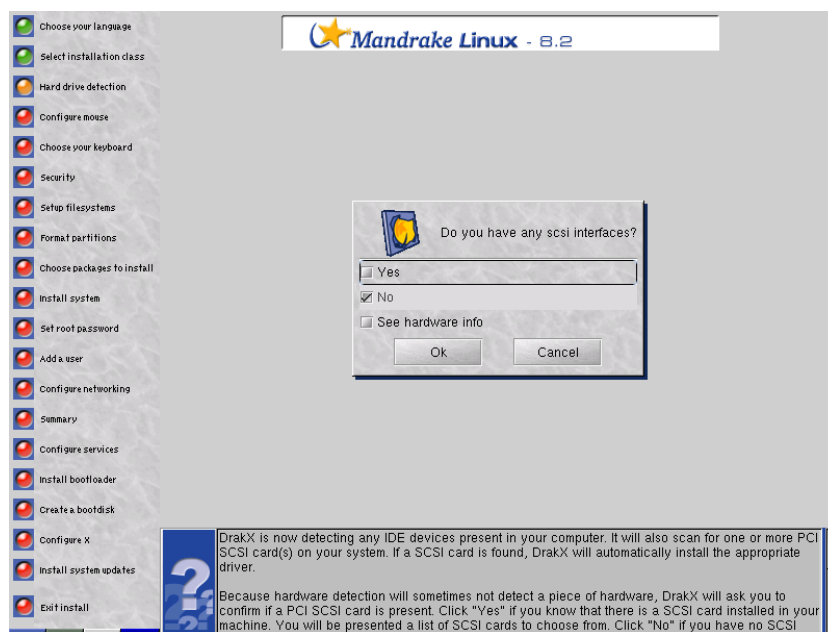 Choose your language
Select installation class
Hard drive detection
Configure mouse
Choose your keyboard
Security
Setup filesystems
Format partitions
Choose packages to install
Install system
Set root password
Add a user
Configure networking
Summary
Configure services
Install bootloader
Create a bootdisk
Configure X
Install system updates
Exit install
Mandrake Linux - 8.2
Do you have any scsi interfaces?
Yes
No
See hardware info
Ok Cancel
DrakX is now detecting any IDE devices present in your computer. It will also scan for one or more PCI
SCSI card(s) on your system. If a SCSI card is found, DrakX will automatically install the appropriate
driver.
Because hardware detection will sometimes not detect a piece of hardware, DrakX will ask you to
confirm if a PCI SCSI card is present. Click "Yes" if you know that there is a SCSI card installed in your
machine. You will be presented a list of SCSI cards to choose from. Click "No" if you have no SCSI